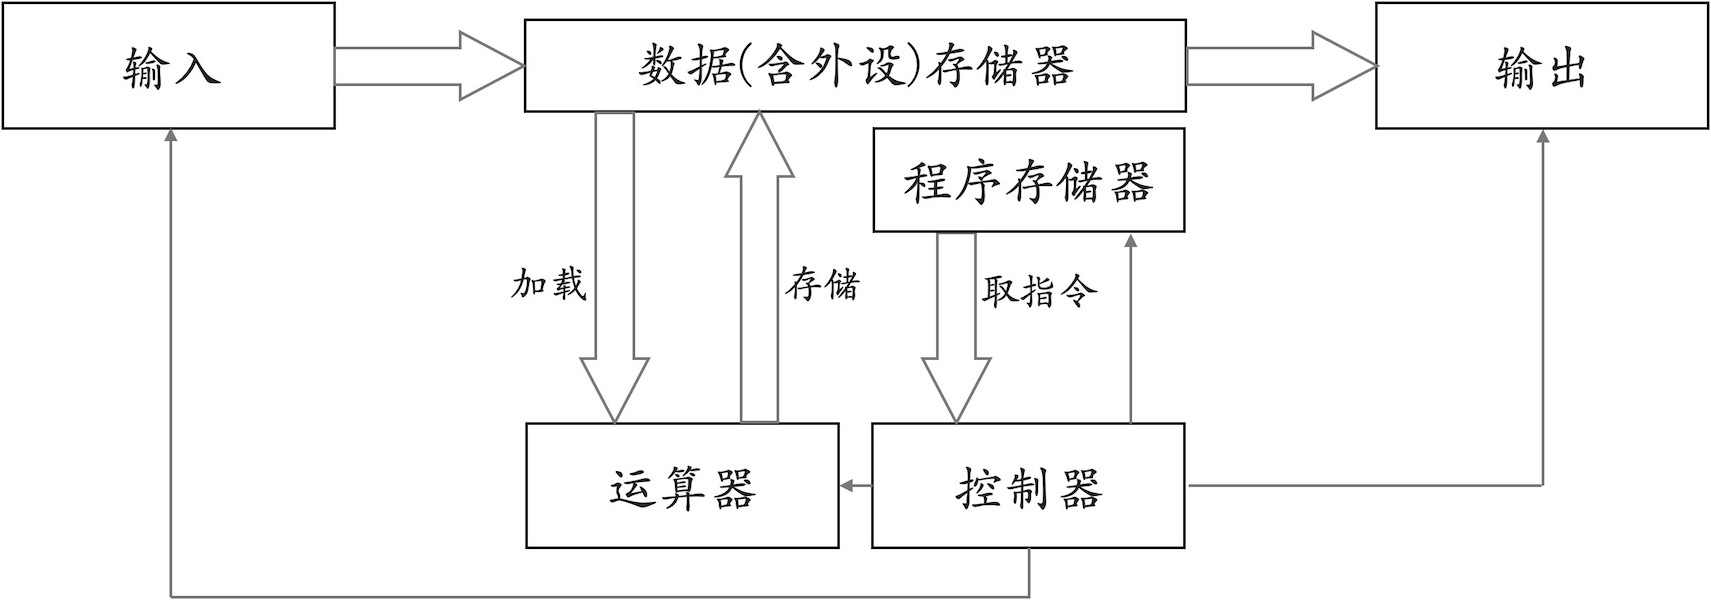 输入
数据(含外设)存储器
输出
程序存储器
加载
存储
取指令
运算器
控制器